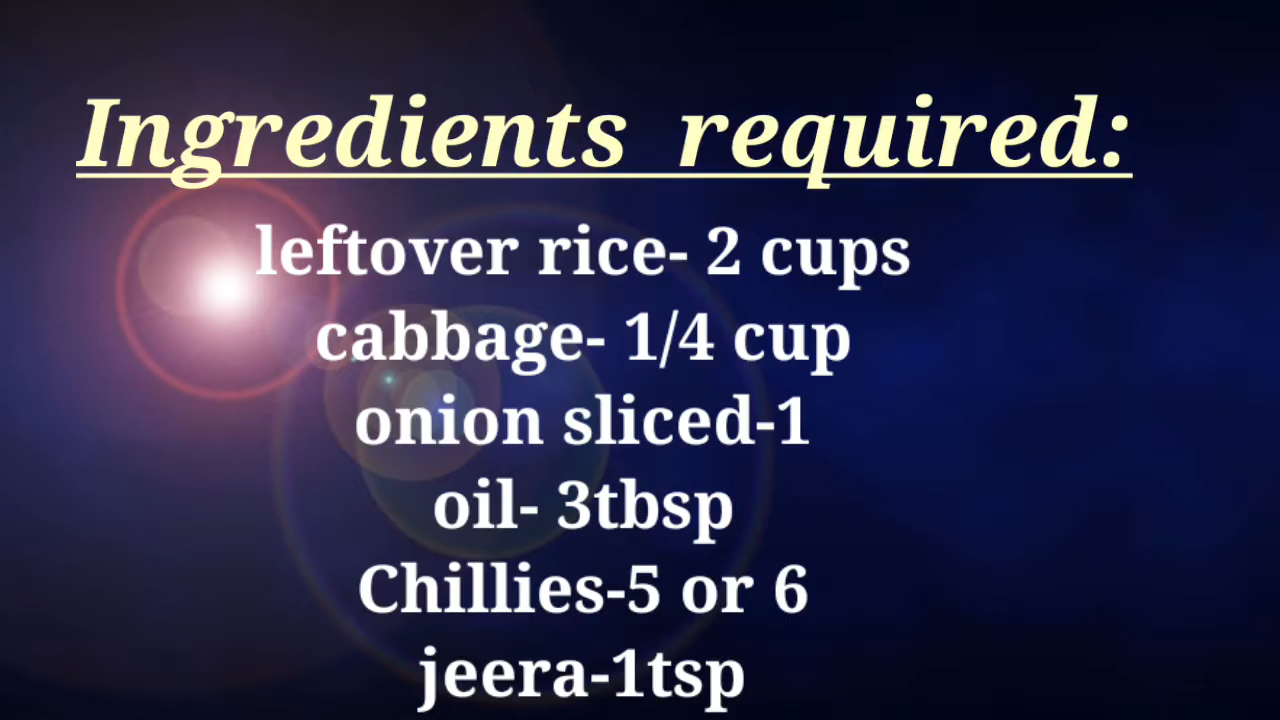 Ingredients required:
leftover rice- 2 cups
cabbage- 1/4 cup
onion sliced-1
oil- 3tbsp
Chillies-5 or 6
jeera-1tsp